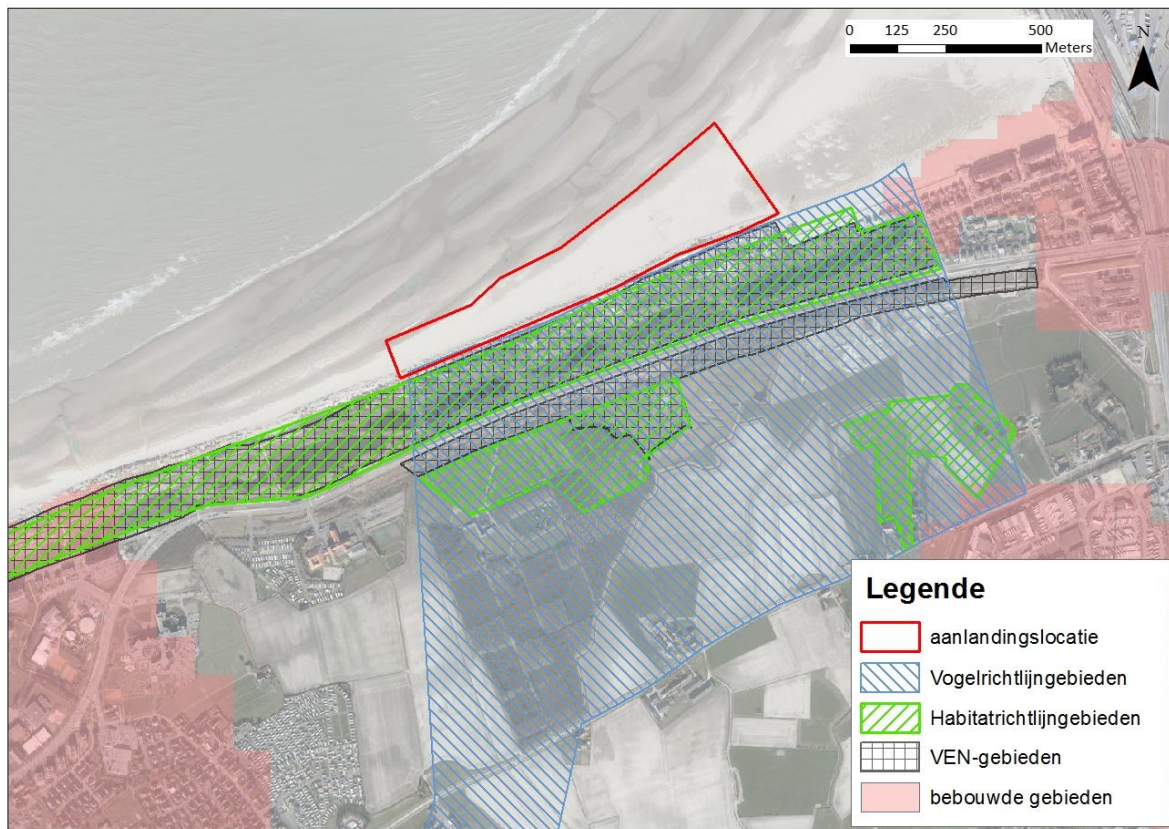 0 125 250 500
Meters
N
Legende
aanlandingslocatie
Vogelrichtlijngebieden
Habitatrichtlijngebieden
VEN-gebieden
bebouwde gebieden